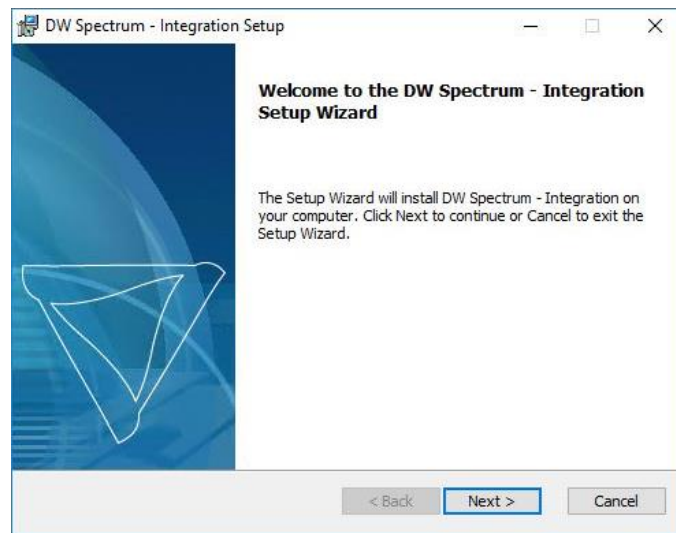 DW Spectrum - Integration Setup
Welcome to the DW Spectrum - Integration
Setup Wizard
The Setup Wizard will install DW Spectrum - Integration on
your computer. Click Next to continue or Cancel to exit the
Setup Wizard.
< Back Next > Cancel